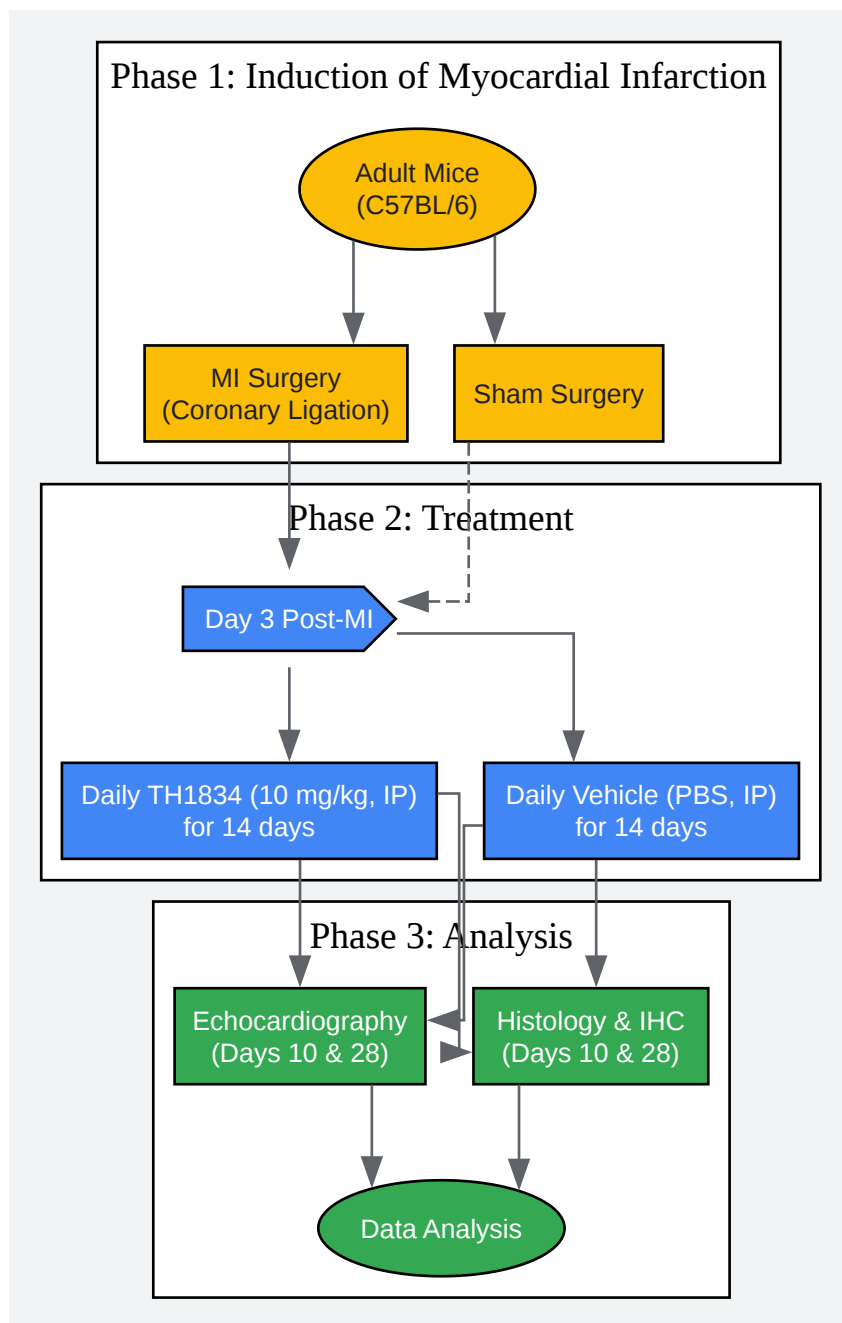 Phase 1: Induction of Myocardial Infarction
Adult Mice
(C57BL/6)
MI Surgery
(Coronary Ligation)
Sham Surgery
Phase 2: Treatment
Day 3 Post-MI
Daily TH1834 (10 mg/kg, IP)
for 14 days
Daily Vehicle (PBS, IP)
for 14 days
Phase 3: Analysis
Echocardiography
(Days 10 & 28)
Histology & IHC
(Days 10 & 28)
Data Analysis